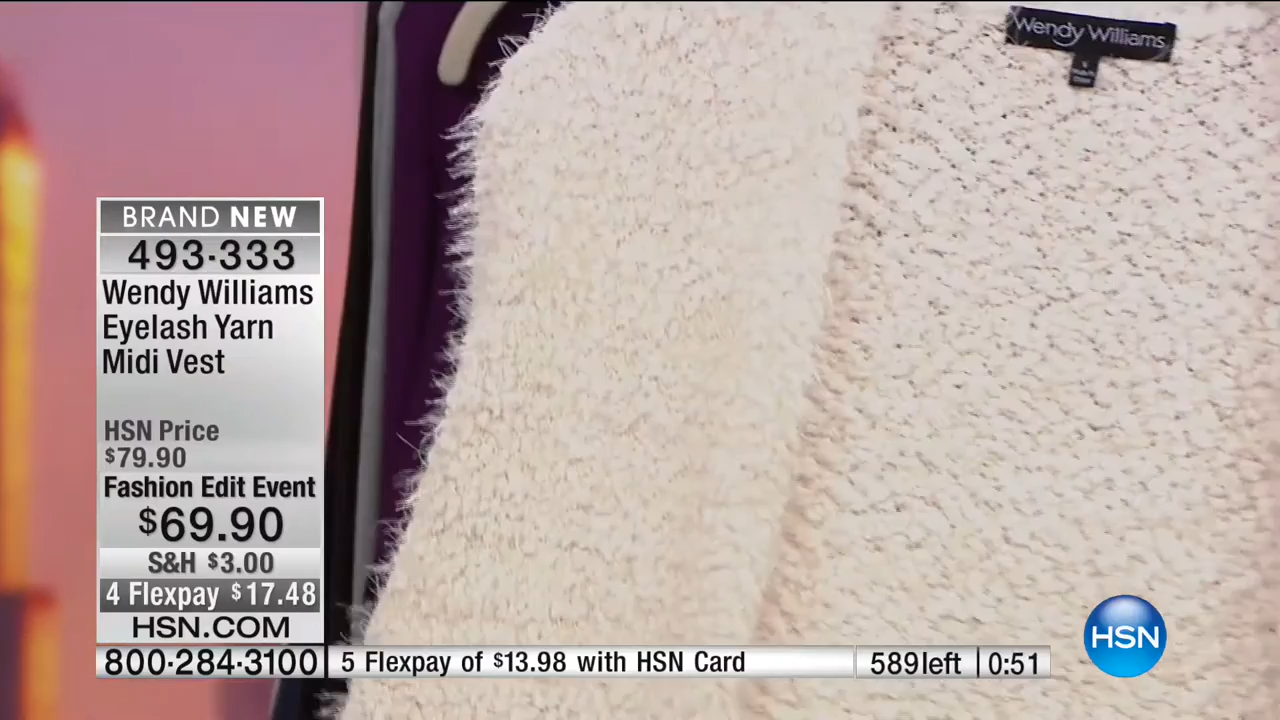 Wendy Williams
BRAND NEW
493·333
Wendy Williams
Eyelash Yarn
Midi Vest
HSN Price
$79.90
Fashion Edit Event
$69.90
S&H $3.00
4 Flexpay $17.48
HSN.COM
800·284·3100
5 Flexpay of $13.98 with HSN Card
589left
0:51
HSN